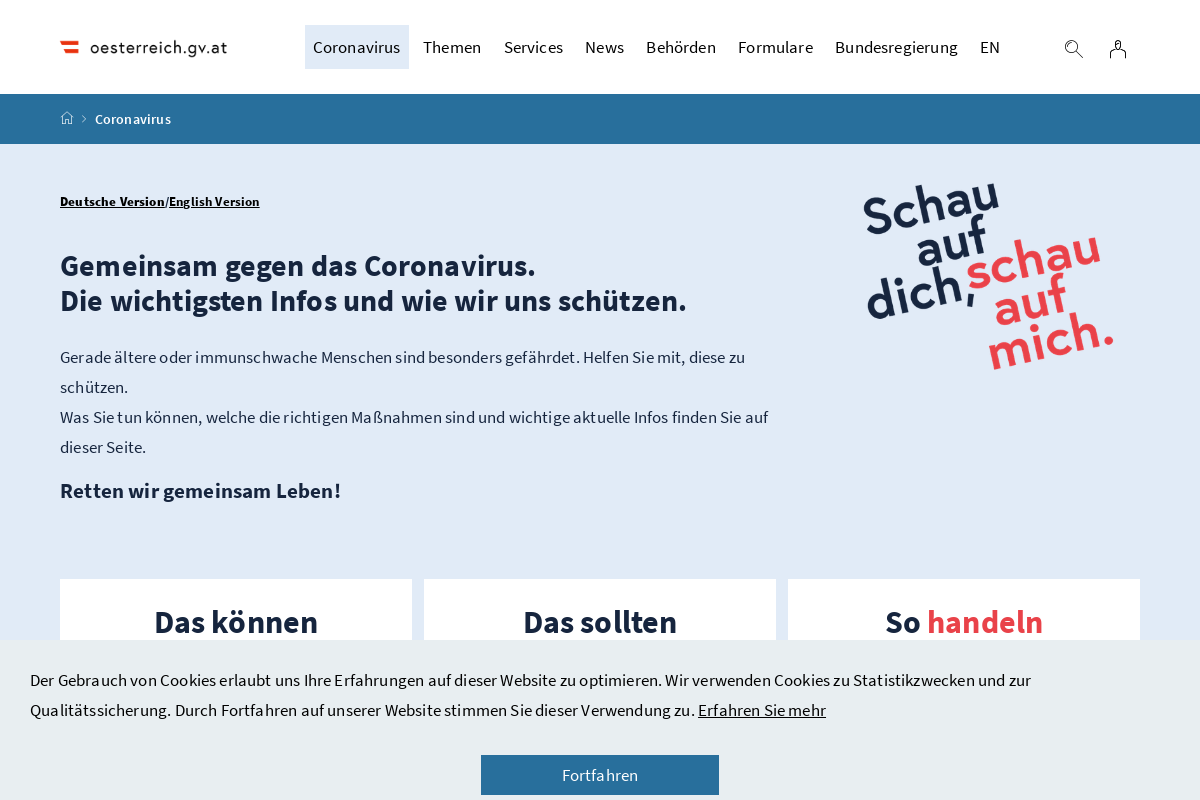 oesterreich.gv.at
Coronavirus Themen Services News Behörden Formulare Bundesregierung EN
Coronavirus
Deutsche Version/English Version
Gemeinsam gegen das Coronavirus.
Die wichtigsten Infos und wie wir uns schützen.
Gerade ältere oder immunschwache Menschen sind besonders gefährdet. Helfen Sie mit, diese zu
schützen.
Was Sie tun können, welche die richtigen Maßnahmen sind und wichtige aktuelle Infos finden Sie auf
dieser Seite.
Retten wir gemeinsam Leben!
Schau
auf
dich, schau
auf
mich.
Das können
Das sollten
So handeln
Der Gebrauch von Cookies erlaubt uns Ihre Erfahrungen auf dieser Website zu optimieren. Wir verwenden Cookies zu Statistikzwecken und zur
Qualitätssicherung. Durch Fortfahren auf unserer Website stimmen Sie dieser Verwendung zu. Erfahren Sie mehr
Fortfahren